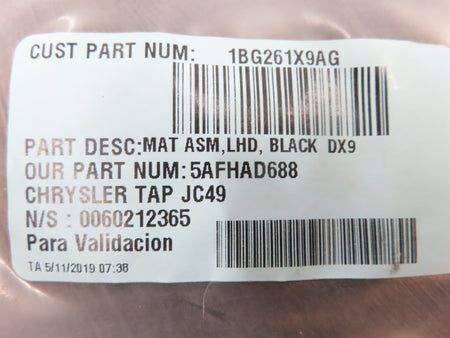 CUST PART NUM: 1BG261X9AG
PART DESC:MAT ASM,LHD, BLACK DX9
OUR PART NUM:5AFHAD688
CHRYSLER TAP JC49
N/S : 0060212365
Para Validacion
TA 5/11/2019 07:38